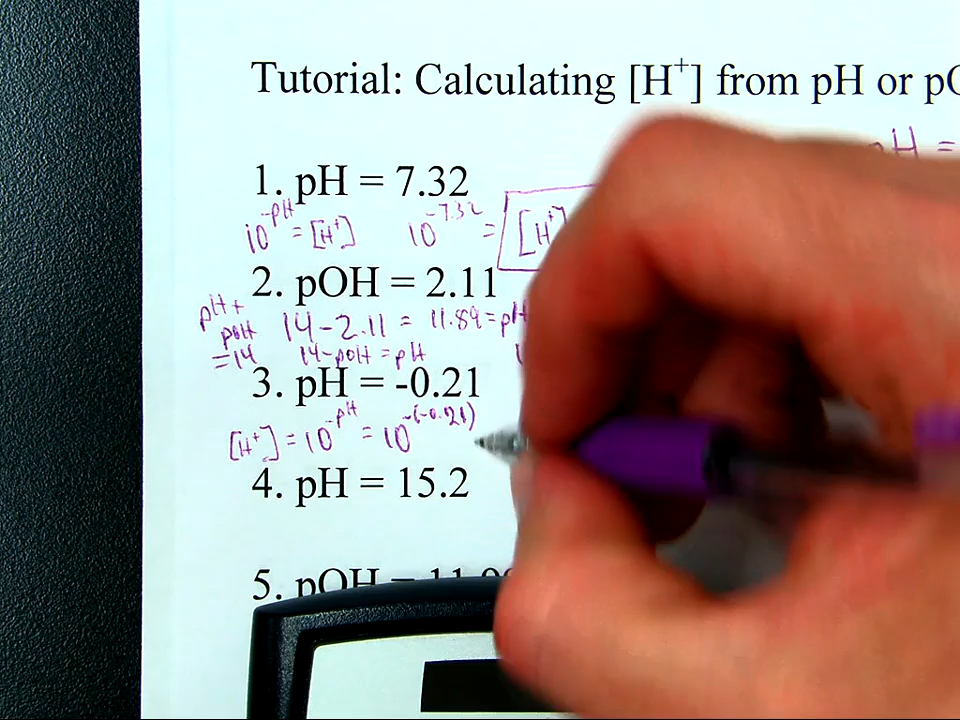 Tutorial: Calculating [H⁺] from pH or pO
pH =
1. pH = 7.32
10^-pH = [H⁺] 10^-7.32 = [H⁺]
2. pOH = 2.11
pH + pOH = 14 14 - 2.11 = 11.89 = pH
14 - pOH = pH
3. pH = -0.21
[H⁺] = 10^-pH = 10^-(-0.21)
4. pH = 15.2
5. pOH =